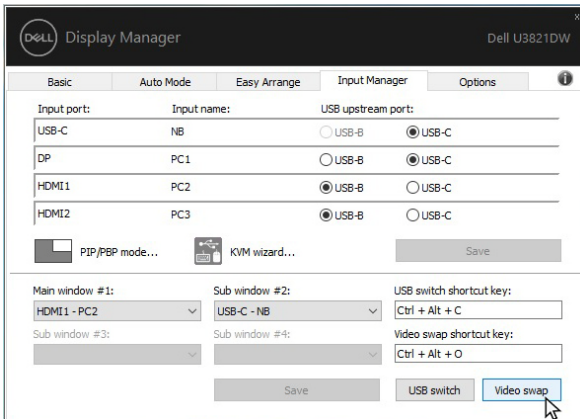 DELL Display Manager Dell U3821DW
Basic Auto Mode Easy Arrange Input Manager Options
Input port: Input name: USB upstream port:
USB-C NB USB-B USB-C
DP PC1 USB-B USB-C
HDMI1 PC2 USB-B USB-C
HDMI2 PC3 USB-B USB-C
PIP/PBP mode... KVM wizard... Save
Main window #1: Sub window #2: USB switch shortcut key:
HDMI1 - PC2 USB-C - NB Ctrl + Alt + C
Sub window #3: Sub window #4: Video swap shortcut key:
Ctrl + Alt + O
Save USB switch Video swap